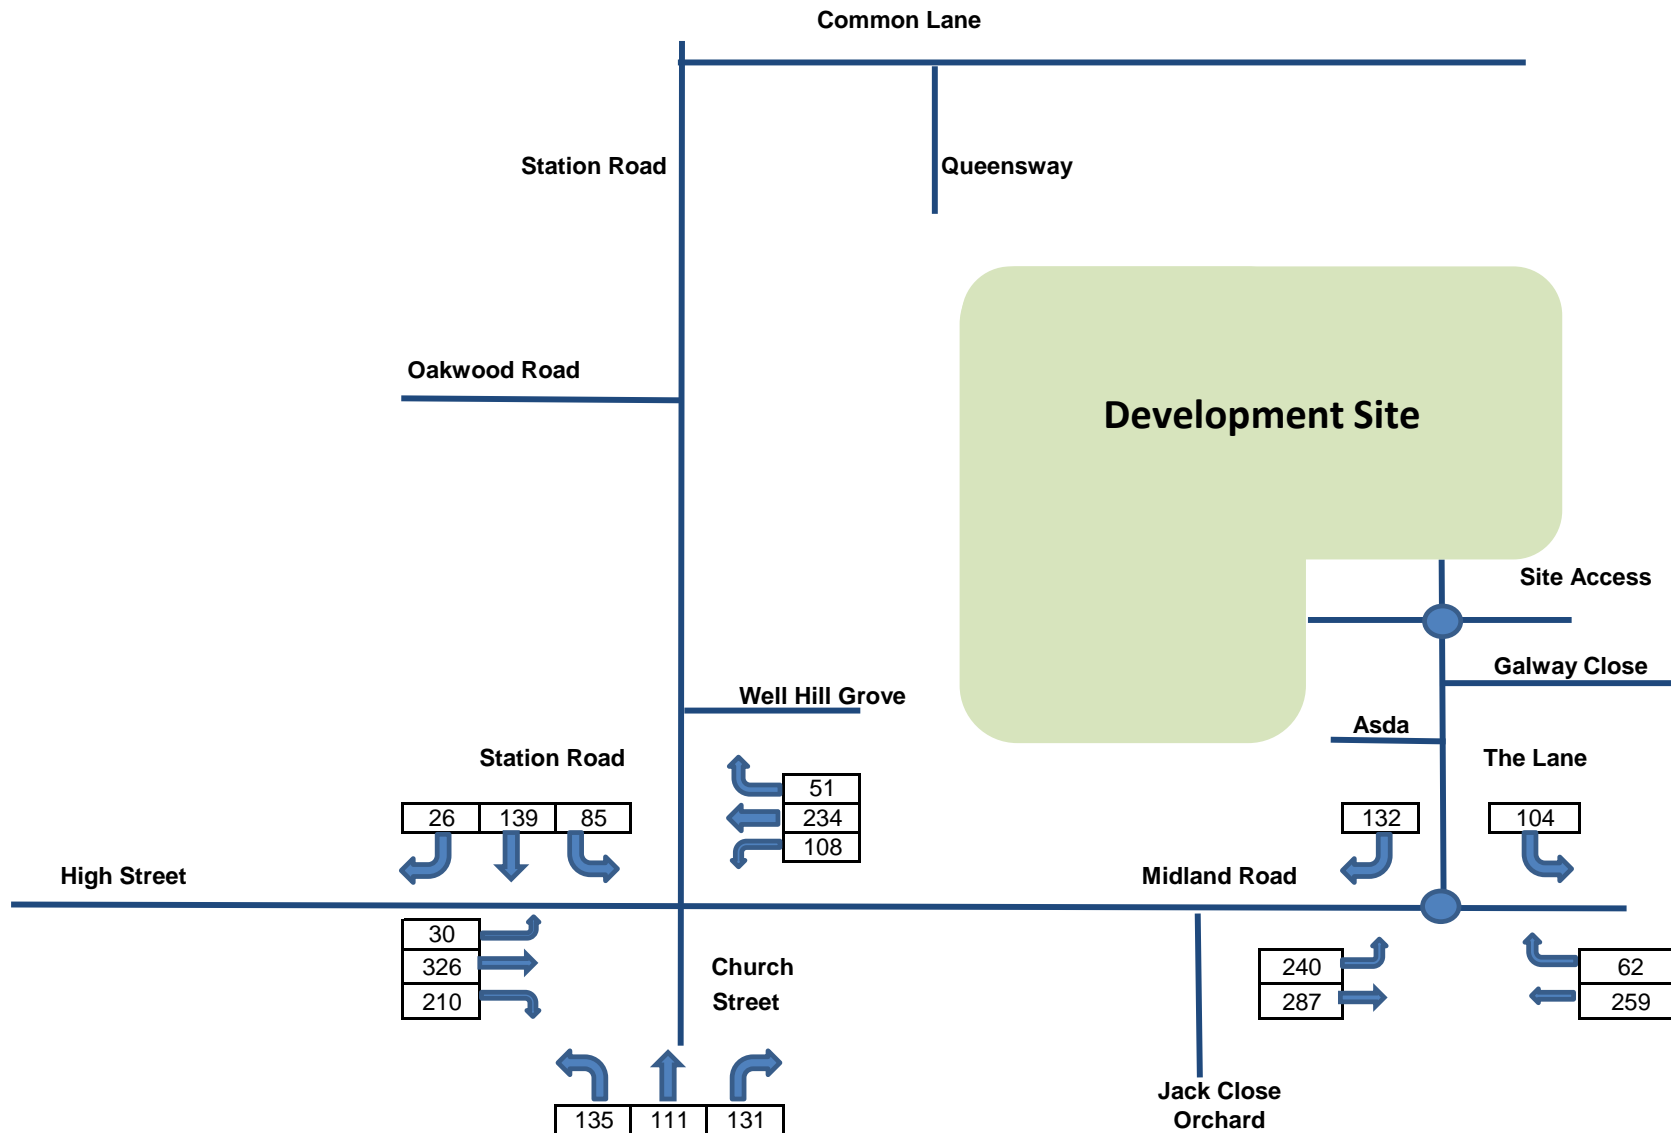 Common Lane
Station Road
Queensway
Oakwood Road
Development Site
Site Access
Galway Close
Well Hill Grove
Asda
Station Road
The Lane
51
234
108
26 139 85
132
104
High Street
Midland Road
30
326
210
Church
Street
240
287
62
259
Jack Close
Orchard
135 111 131